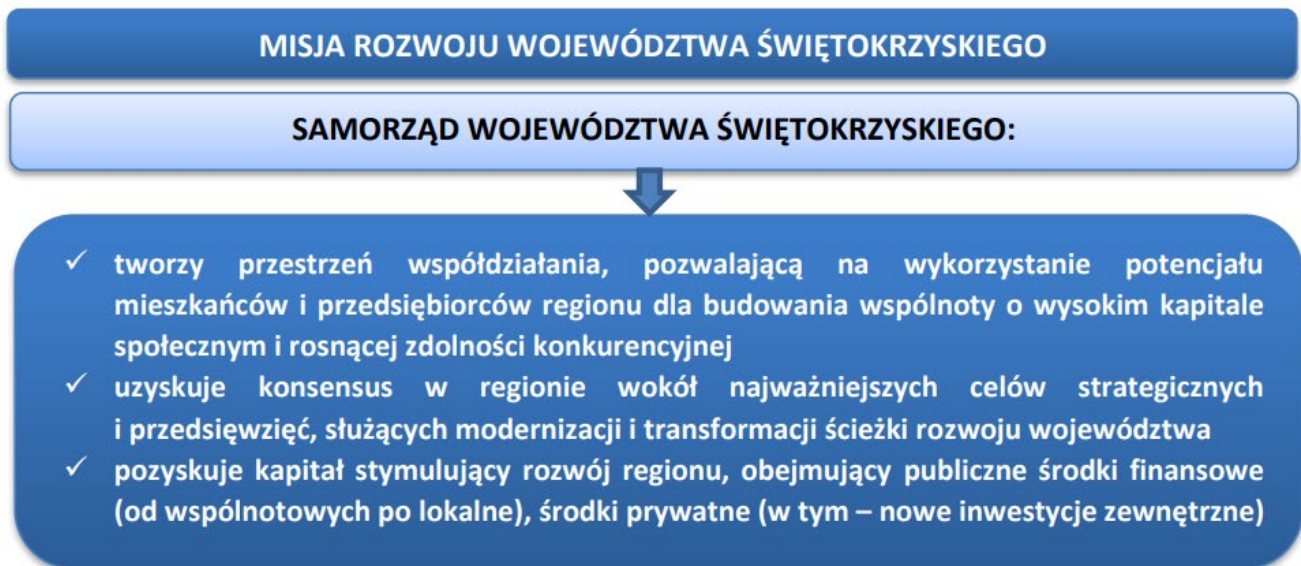 MISJA ROZWOJU WOJEWÓDZTWA ŚWIĘTOKRZYSKIEGO
SAMORZĄD WOJEWÓDZTWA ŚWIĘTOKRZYSKIEGO:
✓ tworzy przestrzeń współdziałania, pozwalającą na wykorzystanie potencjału
mieszkańców i przedsiębiorców regionu dla budowania wspólnoty o wysokim kapitale
społecznym i rosnącej zdolności konkurencyjnej
✓ uzyskuje konsensus w regionie wokół najważniejszych celów strategicznych
i przedsięwzięć, służących modernizacji i transformacji ścieżki rozwoju województwa
✓ pozyskuje kapitał stymulujący rozwój regionu, obejmujący publiczne środki finansowe
(od wspólnotowych po lokalne), środki prywatne (w tym – nowe inwestycje zewnętrzne)